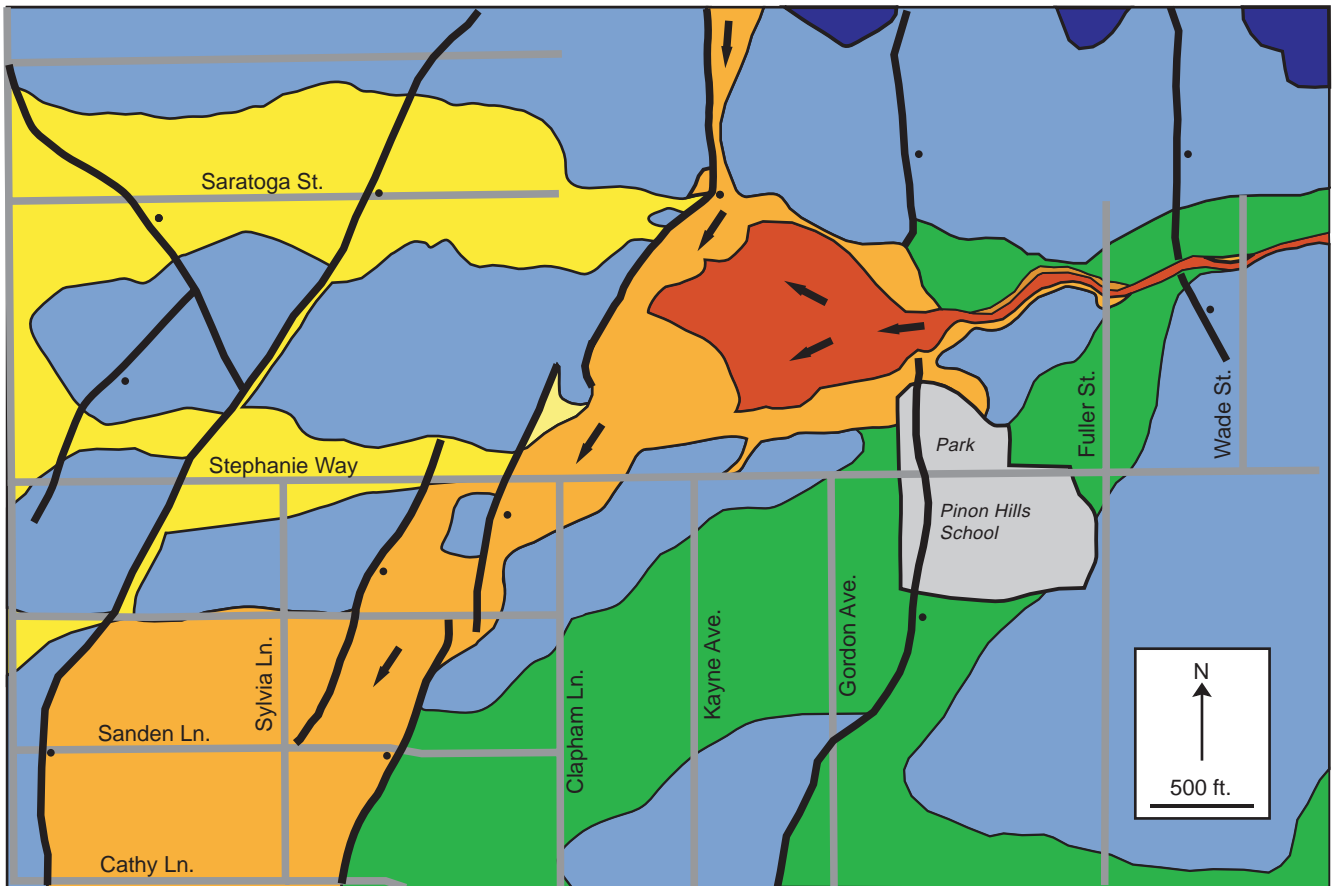 Saratoga St.
Stephanie Way
Park
Pinon Hills
School
Fuller St.
Wade St.
Sylvia Ln.
Clapham Ln.
Kayne Ave.
Gordon Ave.
Sanden Ln.
Cathy Ln.
N
500 ft.